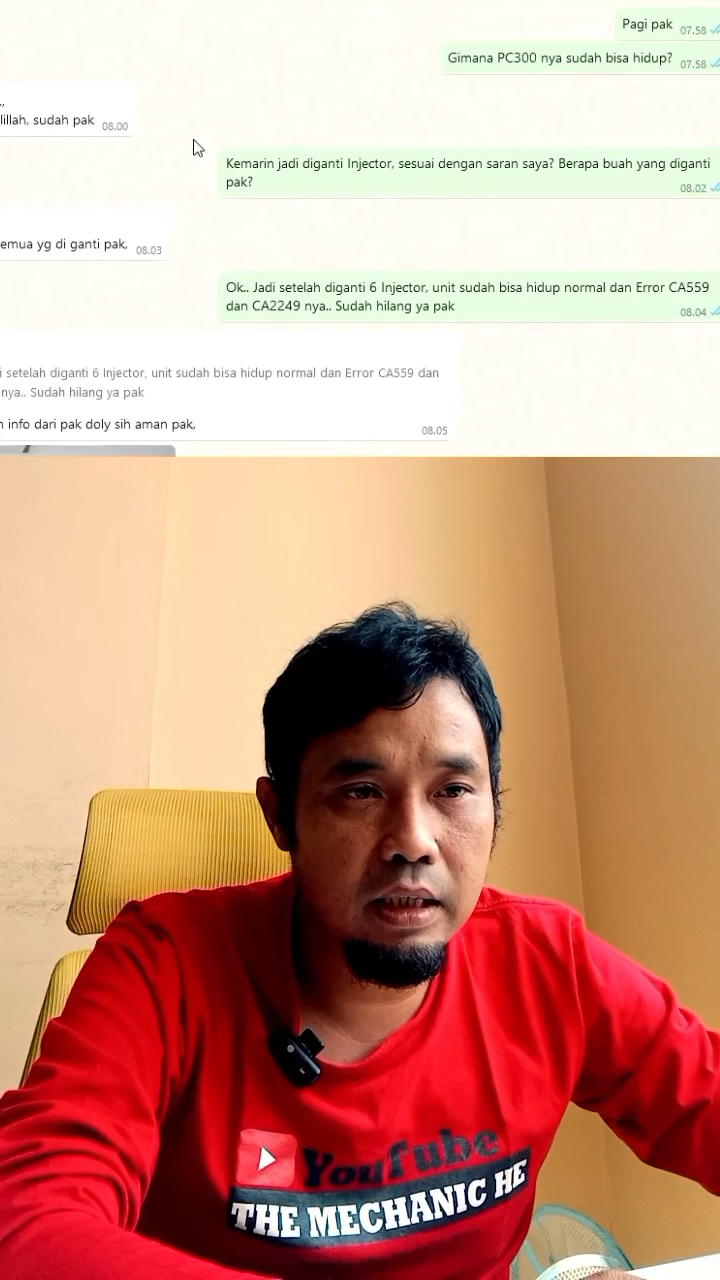 Pagi pak 07.58
Gimana PC300 nya sudah bisa hidup? 07.58
lillah, sudah pak 08.00
Kemarin jadi diganti Injector, sesuai dengan saran saya? Berapa buah yang diganti
pak? 08.02
emua yg di ganti pak, 08.03
Ok.. Jadi setelah diganti 6 Injector, unit sudah bisa hidup normal dan Error CA559
dan CA2249 nya.. Sudah hilang ya pak 08.04
i setelah diganti 6 Injector, unit sudah bisa hidup normal dan Error CA559 dan
nya.. Sudah hilang ya pak
n info dari pak doly sih aman pak, 08.05
YouTube
THE MECHANIC HE